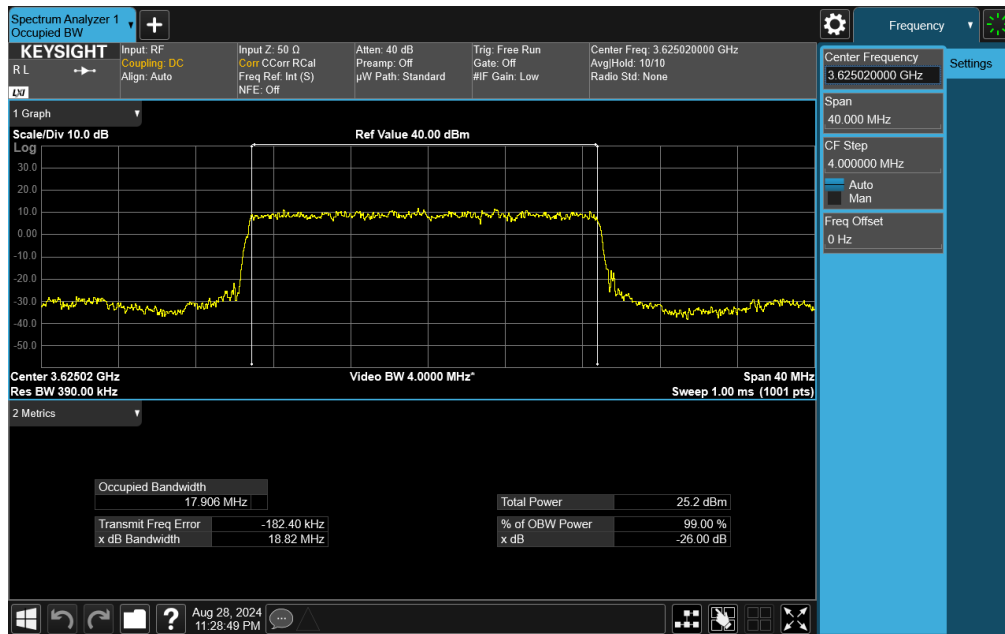 Spectrum Analyzer 1
Occupied BW
Frequency
KEYSIGHT
R L
LXI
Input: RF
Coupling: DC
Align: Auto
Input Z: 50 Ω
Corr CCorr RCal
Freq Ref: Int (S)
NFE: Off
Atten: 40 dB
Preamp: Off
µW Path: Standard
Trig: Free Run
Gate: Off
#IF Gain: Low
Center Freq: 3.625020000 GHz
Avg|Hold: 10/10
Radio Std: None
Center Frequency
3.625020000 GHz
Settings
Span
40.000 MHz
CF Step
4.000000 MHz
Auto
Man
Freq Offset
0 Hz
1 Graph
Scale/Div 10.0 dB
Ref Value 40.00 dBm
Log
30.0
20.0
10.0
0.00
-10.0
-20.0
-30.0
-40.0
-50.0
Center 3.62502 GHz
Video BW 4.0000 MHz*
Span 40 MHz
Res BW 390.00 kHz
Sweep 1.00 ms (1001 pts)
2 Metrics
Occupied Bandwidth
17.906 MHz
Total Power 25.2 dBm
Transmit Freq Error -182.40 kHz
% of OBW Power 99.00 %
x dB Bandwidth 18.82 MHz
x dB -26.00 dB
?
Aug 28, 2024
11:28:49 PM